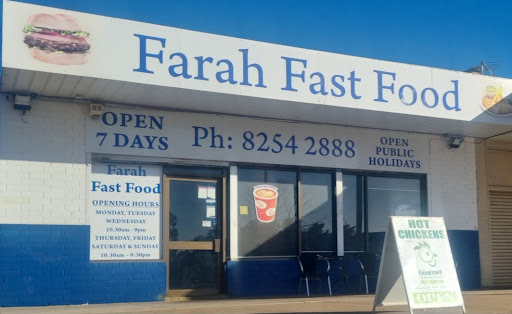 Farah Fast Food
OPEN
7 DAYS
Ph: 8254 2888
OPEN
PUBLIC
HOLIDAYS
Farah
Fast Food
OPENING HOURS
MONDAY, TUESDAY
WEDNESDAY
10.30am - 9pm
THURSDAY, FRIDAY
SATURDAY & SUNDAY
10.30am - 9:30pm
HOT
CHICKENS
Gourmet
OPEN